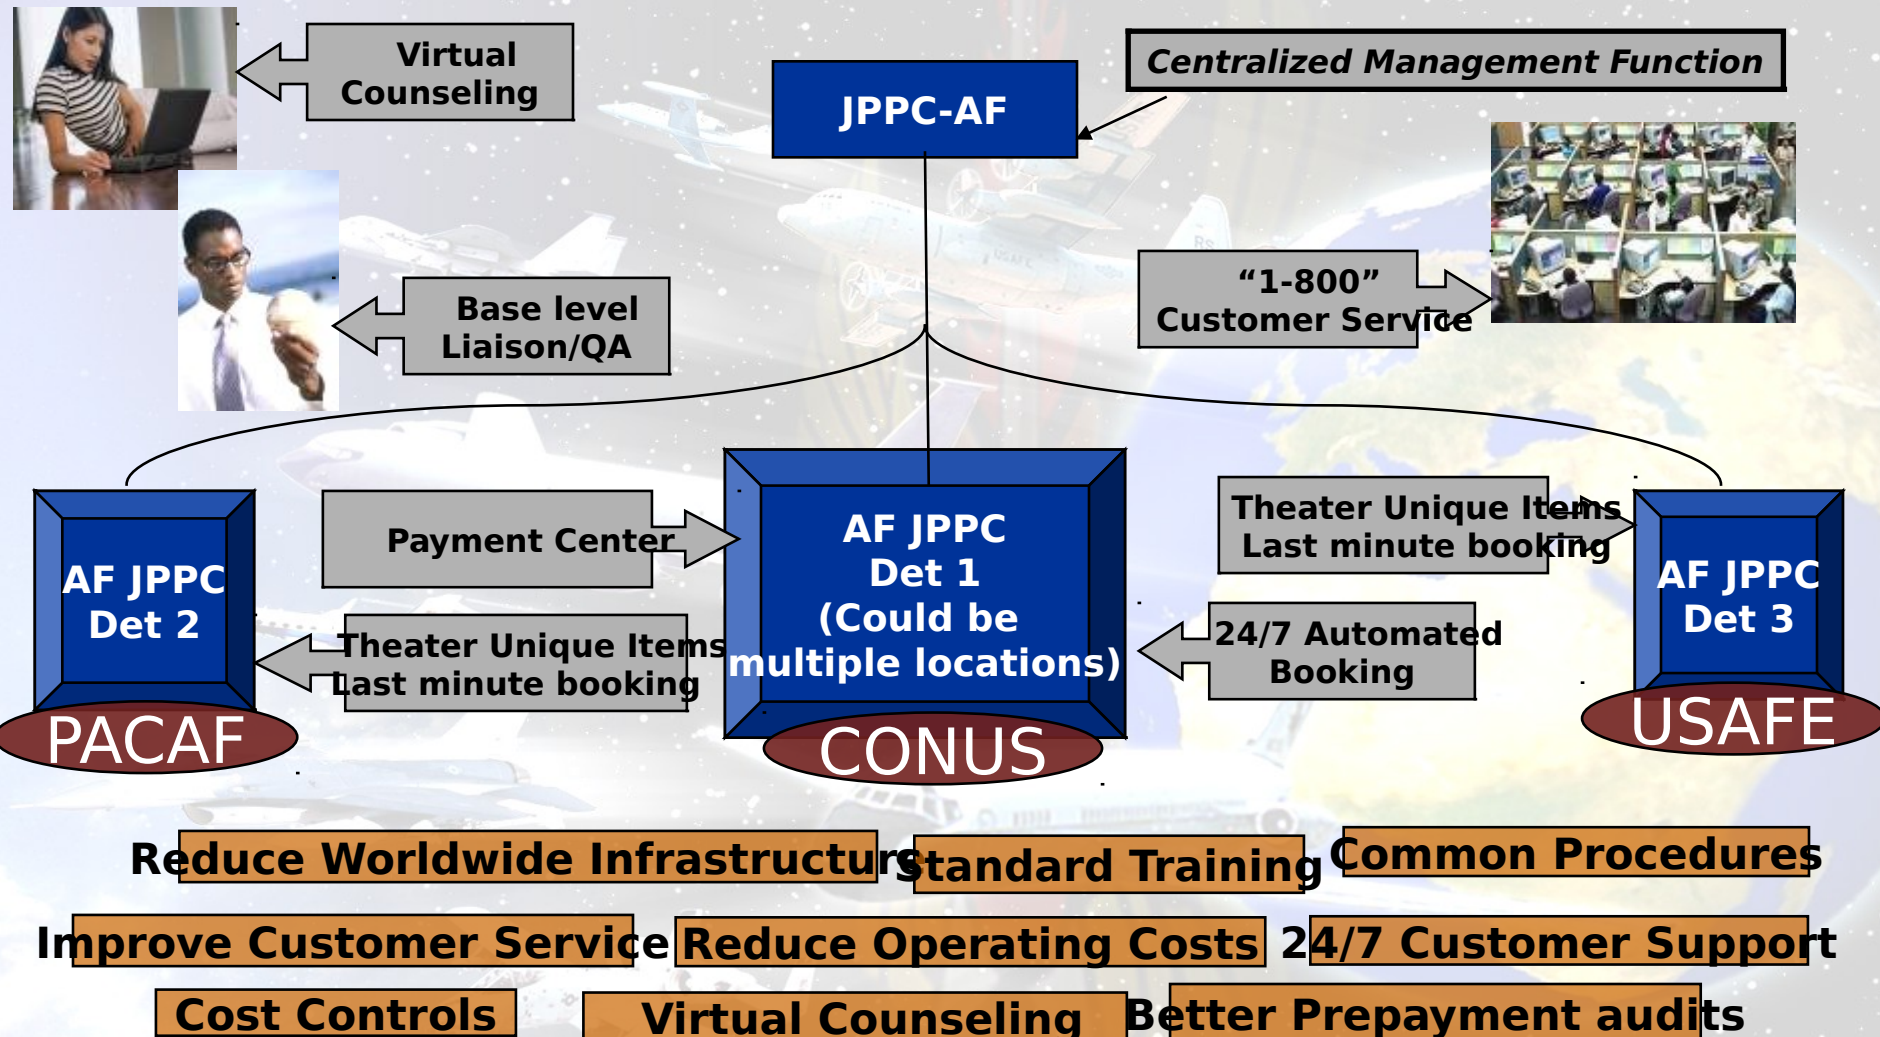 Virtual
Counseling
JPPC-AF
Centralized Management Function
Base level
Liaison/QA
“1-800”
Customer Service
AF JPPC
Det 2
Payment Center
Theater Unique Items
Last minute booking
AF JPPC
Det 1
(Could be
multiple locations)
Theater Unique Items
Last minute booking
24/7 Automated
Booking
AF JPPC
Det 3
PACAF
CONUS
USAFE
Reduce Worldwide Infrastructure
Standard Training
Common Procedures
Improve Customer Service
Reduce Operating Costs
24/7 Customer Support
Cost Controls
Virtual Counseling
Better Prepayment audits